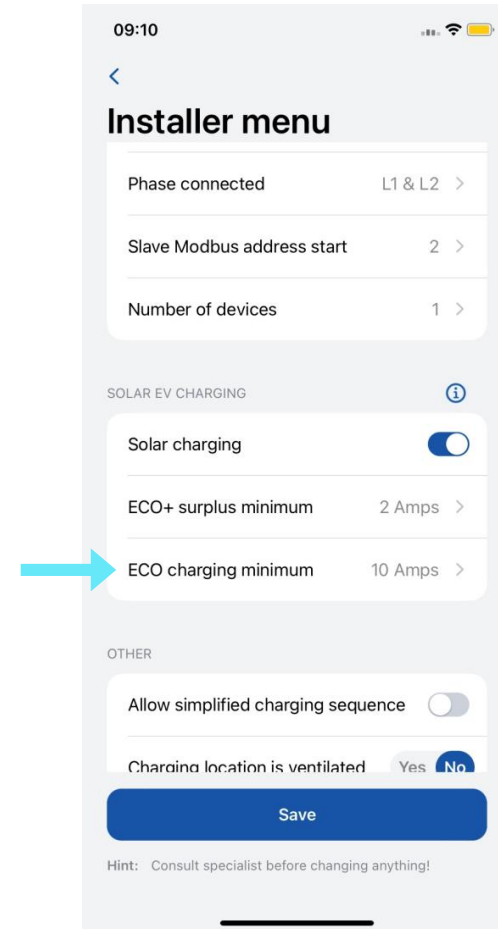 09:10
Installer menu
Phase connected L1 & L2
Slave Modbus address start 2
Number of devices 1
SOLAR EV CHARGING
Solar charging
ECO+ surplus minimum 2 Amps
ECO charging minimum 10 Amps
OTHER
Allow simplified charging sequence
Charging location is ventilated Yes No
Save
Hint: Consult specialist before changing anything!